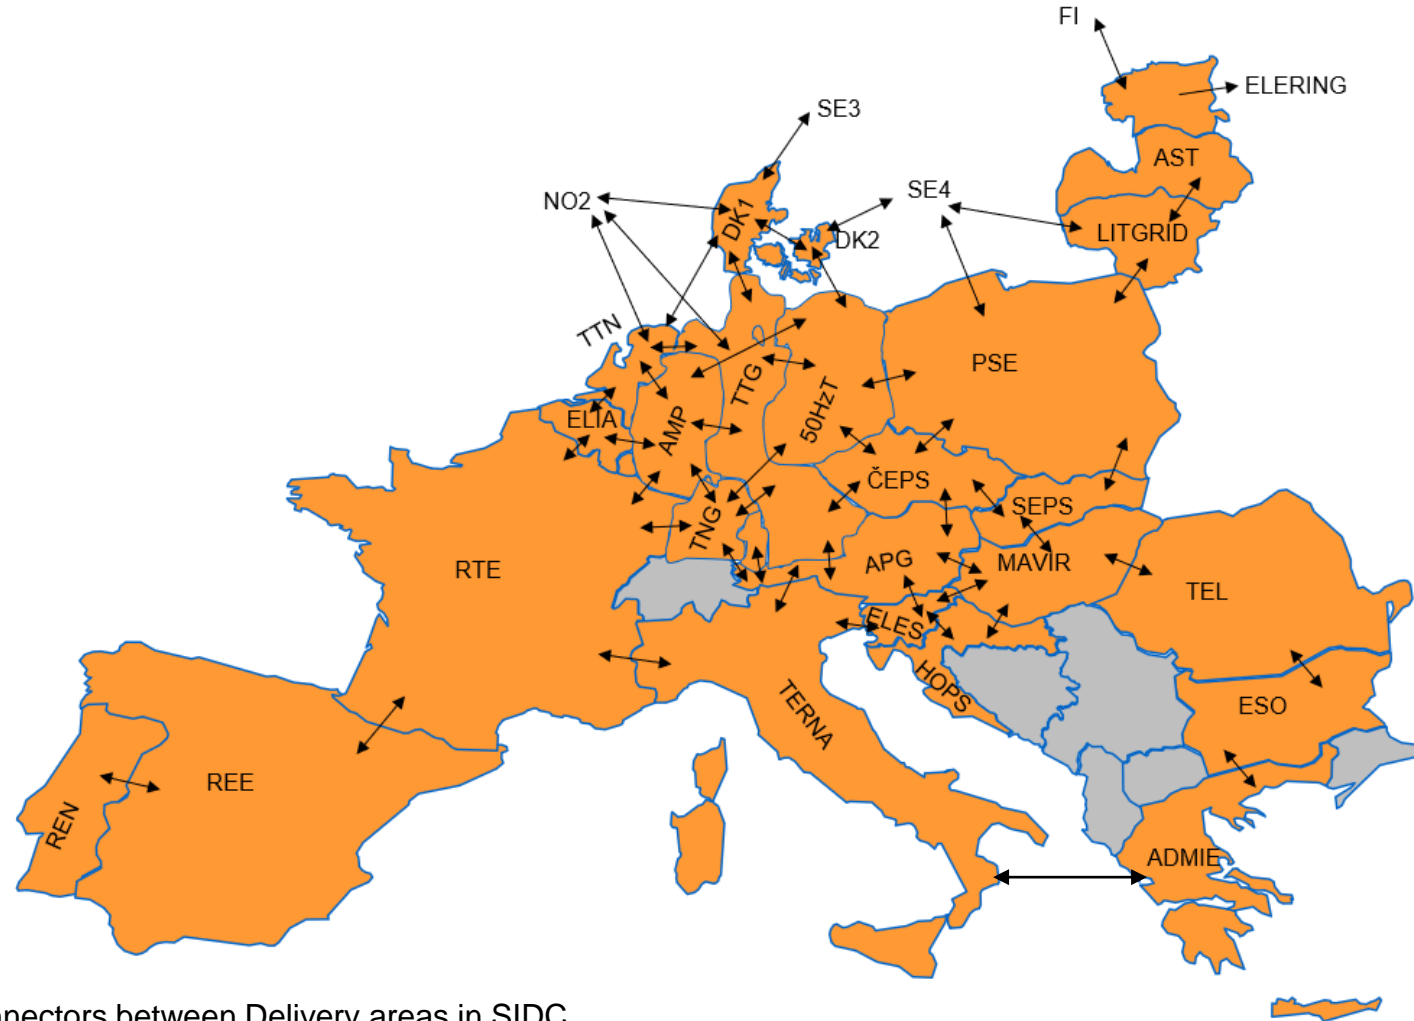 FI
ELERING
SE3
AST
NO2
SE4
DK1
DK2
LITGRID
TTN
PSE
TTG
50HzT
ELIA
AMP
ČEPS
SEPS
TNG
APG
MAVIR
RTE
TEL
ELES
HOPS
TERNA
ESO
REE
REN
ADMIE
between Delivery areas in SIDC